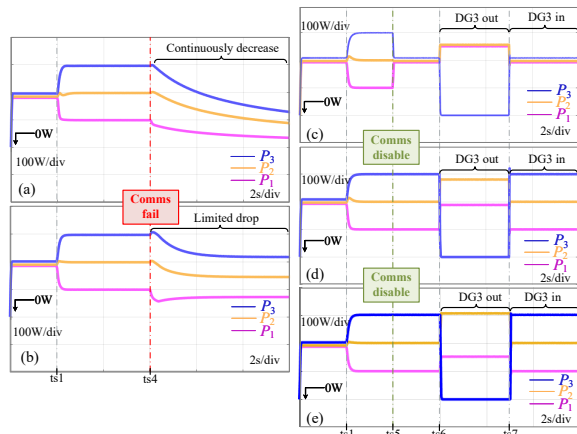 Continuously decrease
0W
100W/div
P3
P2
P1
(a)
2s/div
Comms
fail
Limited drop
0W
100W/div
P3
P2
P1
(b)
2s/div
ts1
ts4
100W/div
DG3 out
DG3 in
0W
P3
P2
P1
(c)
2s/div
Comms
disable
100W/div
DG3 out
DG3 in
0W
P3
P2
P1
(d)
2s/div
Comms
disable
100W/div
DG3 out
DG3 in
0W
P3
P2
P1
(e)
2s/div
ts1
ts5
ts6
ts7